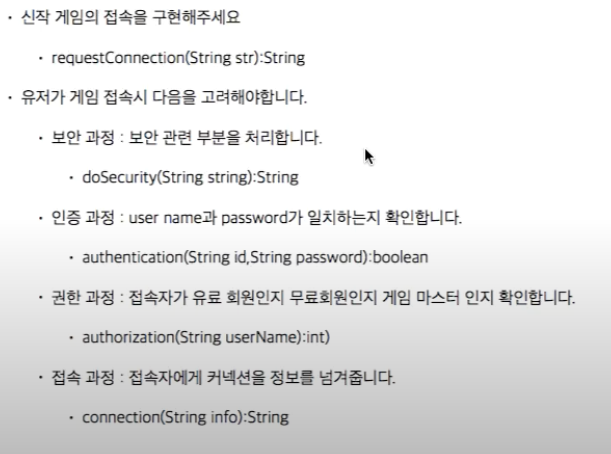 · 신작 게임의 접속을 구현해주세요
· requestConnection(String str):String
· 유저가 게임 접속시 다음을 고려해야합니다.
· 보안 과정 : 보안 관련 부분을 처리합니다.
· doSecurity(String string):String
· 인증 과정 : user name과 password가 일치하는지 확인합니다.
· authentication(String id,String password):boolean
· 권한 과정 : 접속자가 유료 회원인지 무료회원인지 게임 마스터 인지 확인합니다.
· authorization(String userName):int)
· 접속 과정 : 접속자에게 커넥션을 정보를 넘겨줍니다.
· connection(String info):String